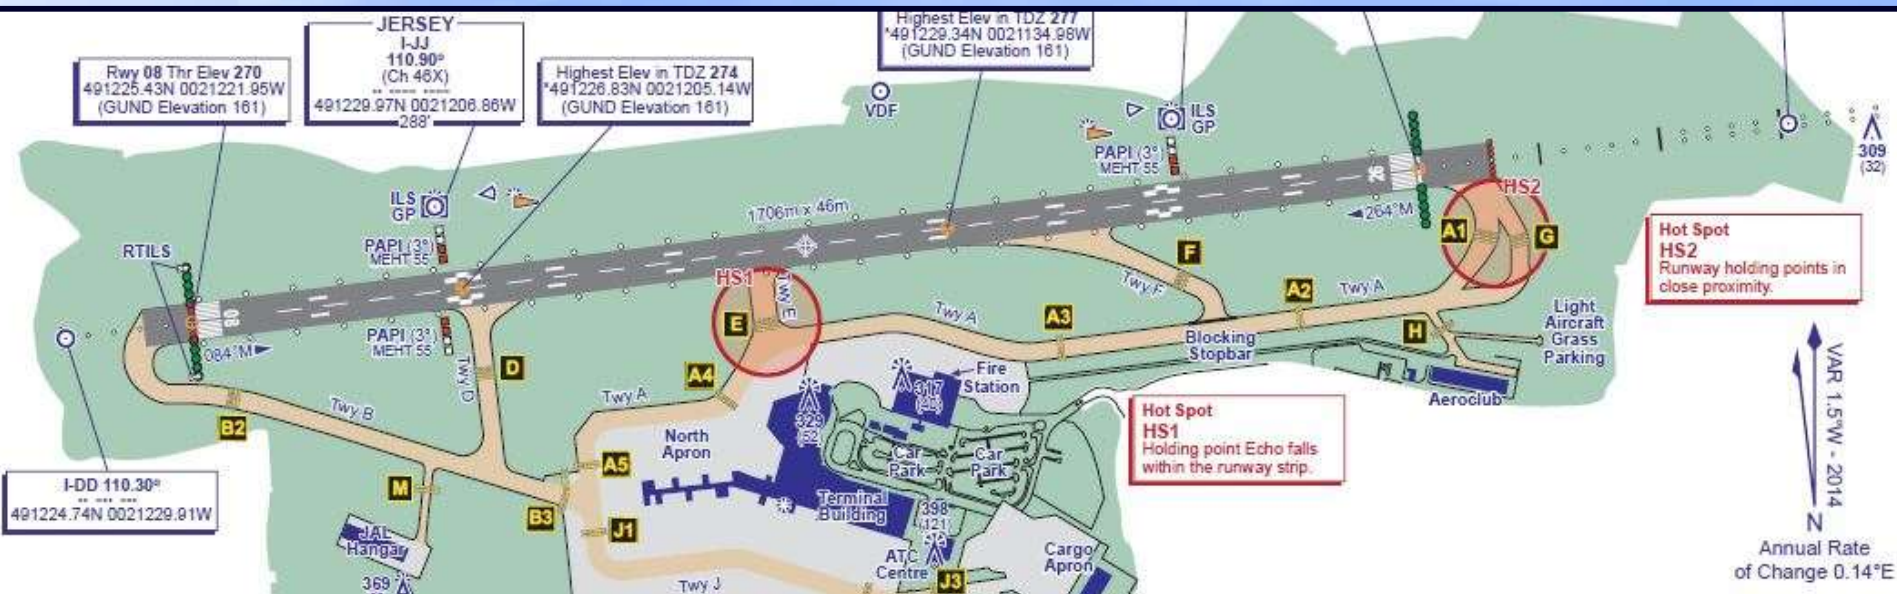 JERSEY
I-JJ
110.90°
(Ch 46X)
491229.97N 0021206.86W
288'
Rwy 08 Thr Elev 270
491225.43N 0021221.95W
(GUND Elevation 161)
Highest Elev in TDZ 274
*491226.83N 0021205.14W
(GUND Elevation 161)
Highest Elev in TDZ 277
*491229.34N 0021134.98W
(GUND Elevation 161)
VDF
ILS
GP
PAPI (3°)
MEHT 55
309
(32)
ILS
GP
PAPI (3°)
MEHT 55
1706m x 46m
26
264°M
HS2
A1
G
Hot Spot
HS2
Runway holding points in
close proximity.
RTILS
08
084°M
PAPI (3°)
MEHT 55
HS1
E
Twy E
F
Twy F
A2
Twy A
A3
Twy A
Blocking
Stopbar
H
Light
Aircraft
Grass
Parking
Aeroclub
D
Twy D
A4
Twy A
Twy B
B2
Fire
Station
317
329
(52)
North
Apron
Car
Park
Car
Park
Hot Spot
HS1
Holding point Echo falls
within the runway strip.
A5
M
B3
J1
Terminal
Building
398
(121)
I-DD 110.30°
491224.74N 0021229.91W
JAL
Hangar
369
Twy J
ATC
Centre
J3
Cargo
Apron
VAR 1.5°W - 2014
N
Annual Rate
of Change 0.14°E